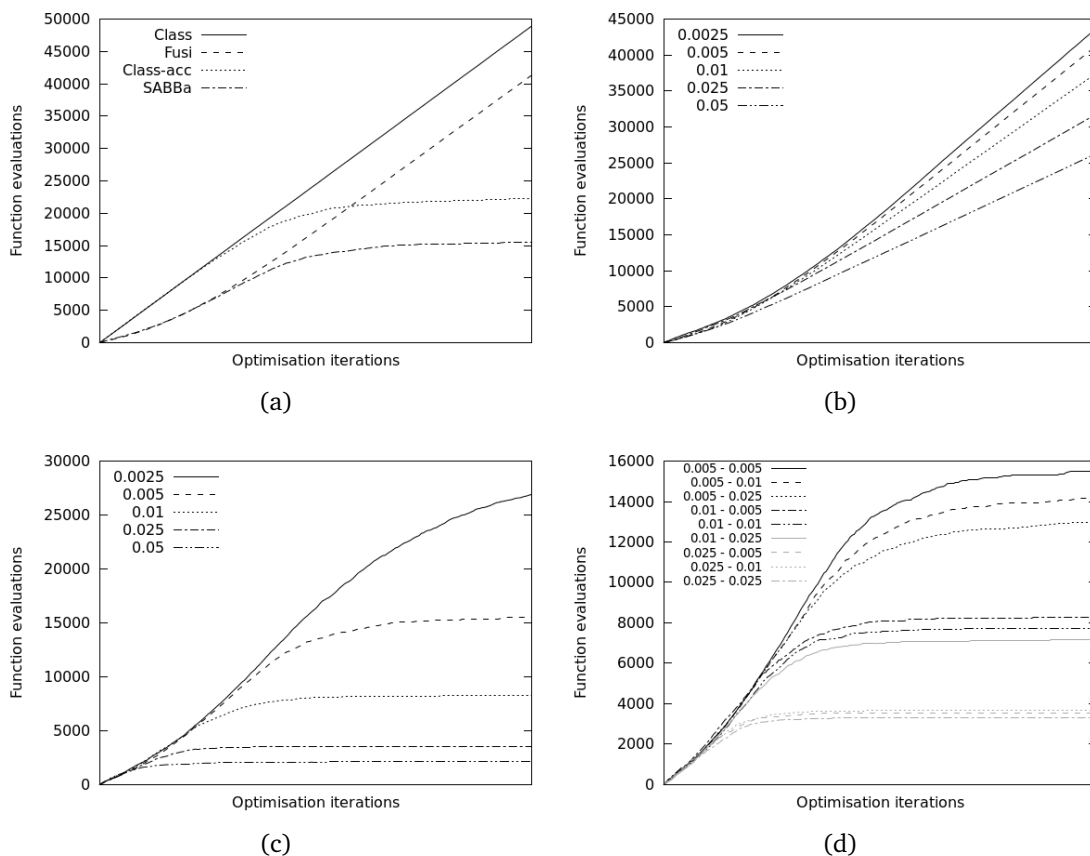 50000
45000
40000
35000
30000
25000
20000
15000
10000
5000
0
Function evaluations
Class
Fusi
Class-acc
SABBa
Optimisation iterations
(a)
45000
40000
35000
30000
25000
20000
15000
10000
5000
0
Function evaluations
0.0025
0.005
0.01
0.025
0.05
Optimisation iterations
(b)
30000
25000
20000
15000
10000
5000
0
Function evaluations
0.0025
0.005
0.01
0.025
0.05
Optimisation iterations
(c)
16000
14000
12000
10000
8000
6000
4000
2000
0
Function evaluations
0.005 - 0.005
0.005 - 0.01
0.005 - 0.025
0.01 - 0.005
0.01 - 0.01
0.01 - 0.025
0.025 - 0.005
0.025 - 0.01
0.025 - 0.025
Optimisation iterations
(d)